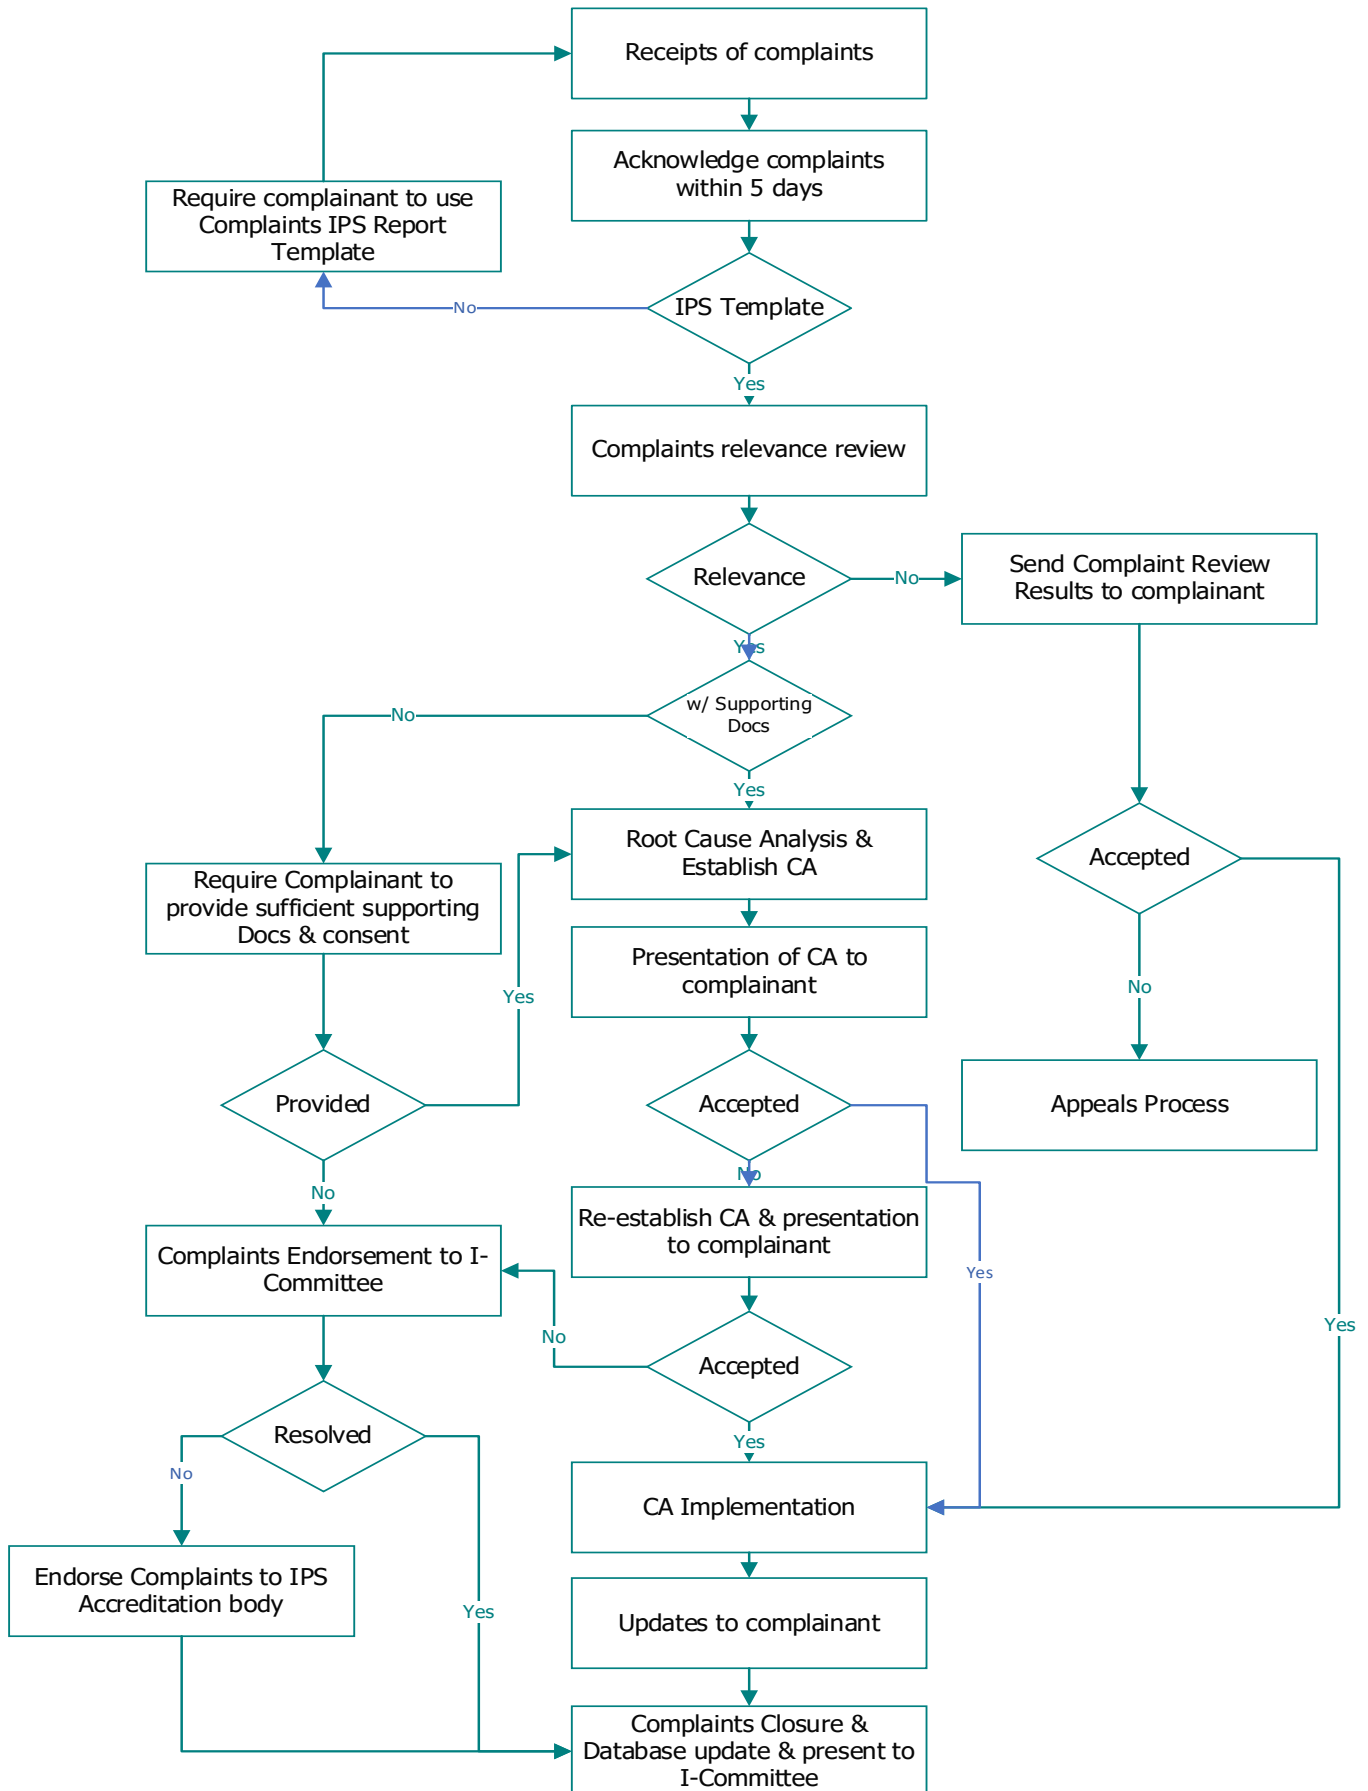 Receipts of complaints
Acknowledge complaints
within 5 days
Require complainant to use
Complaints IPS Report
Template
IPS Template
No
Yes
Complaints relevance review
Relevance
No
Send Complaint Review
Results to complainant
Yes
w/ Supporting
Docs
No
Yes
Root Cause Analysis &
Establish CA
Accepted
Require Complainant to
provide sufficient supporting
Docs & consent
Presentation of CA to
complainant
Yes
No
Provided
Accepted
Appeals Process
No
No
Re-establish CA & presentation
to complainant
Complaints Endorsement to I-
Committee
Yes
No
Yes
Accepted
Resolved
Yes
No
CA Implementation
Endorse Complaints to IPS
Accreditation body
Yes
Updates to complainant
Complaints Closure &
Database update & present to
I-Committee